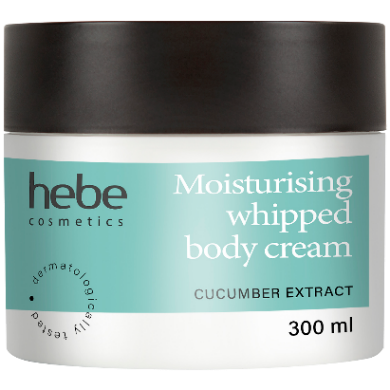 hebe
cosmetics
Moisturising
whipped
body cream
CUCUMBER EXTRACT
300 ml
dermatologically tested